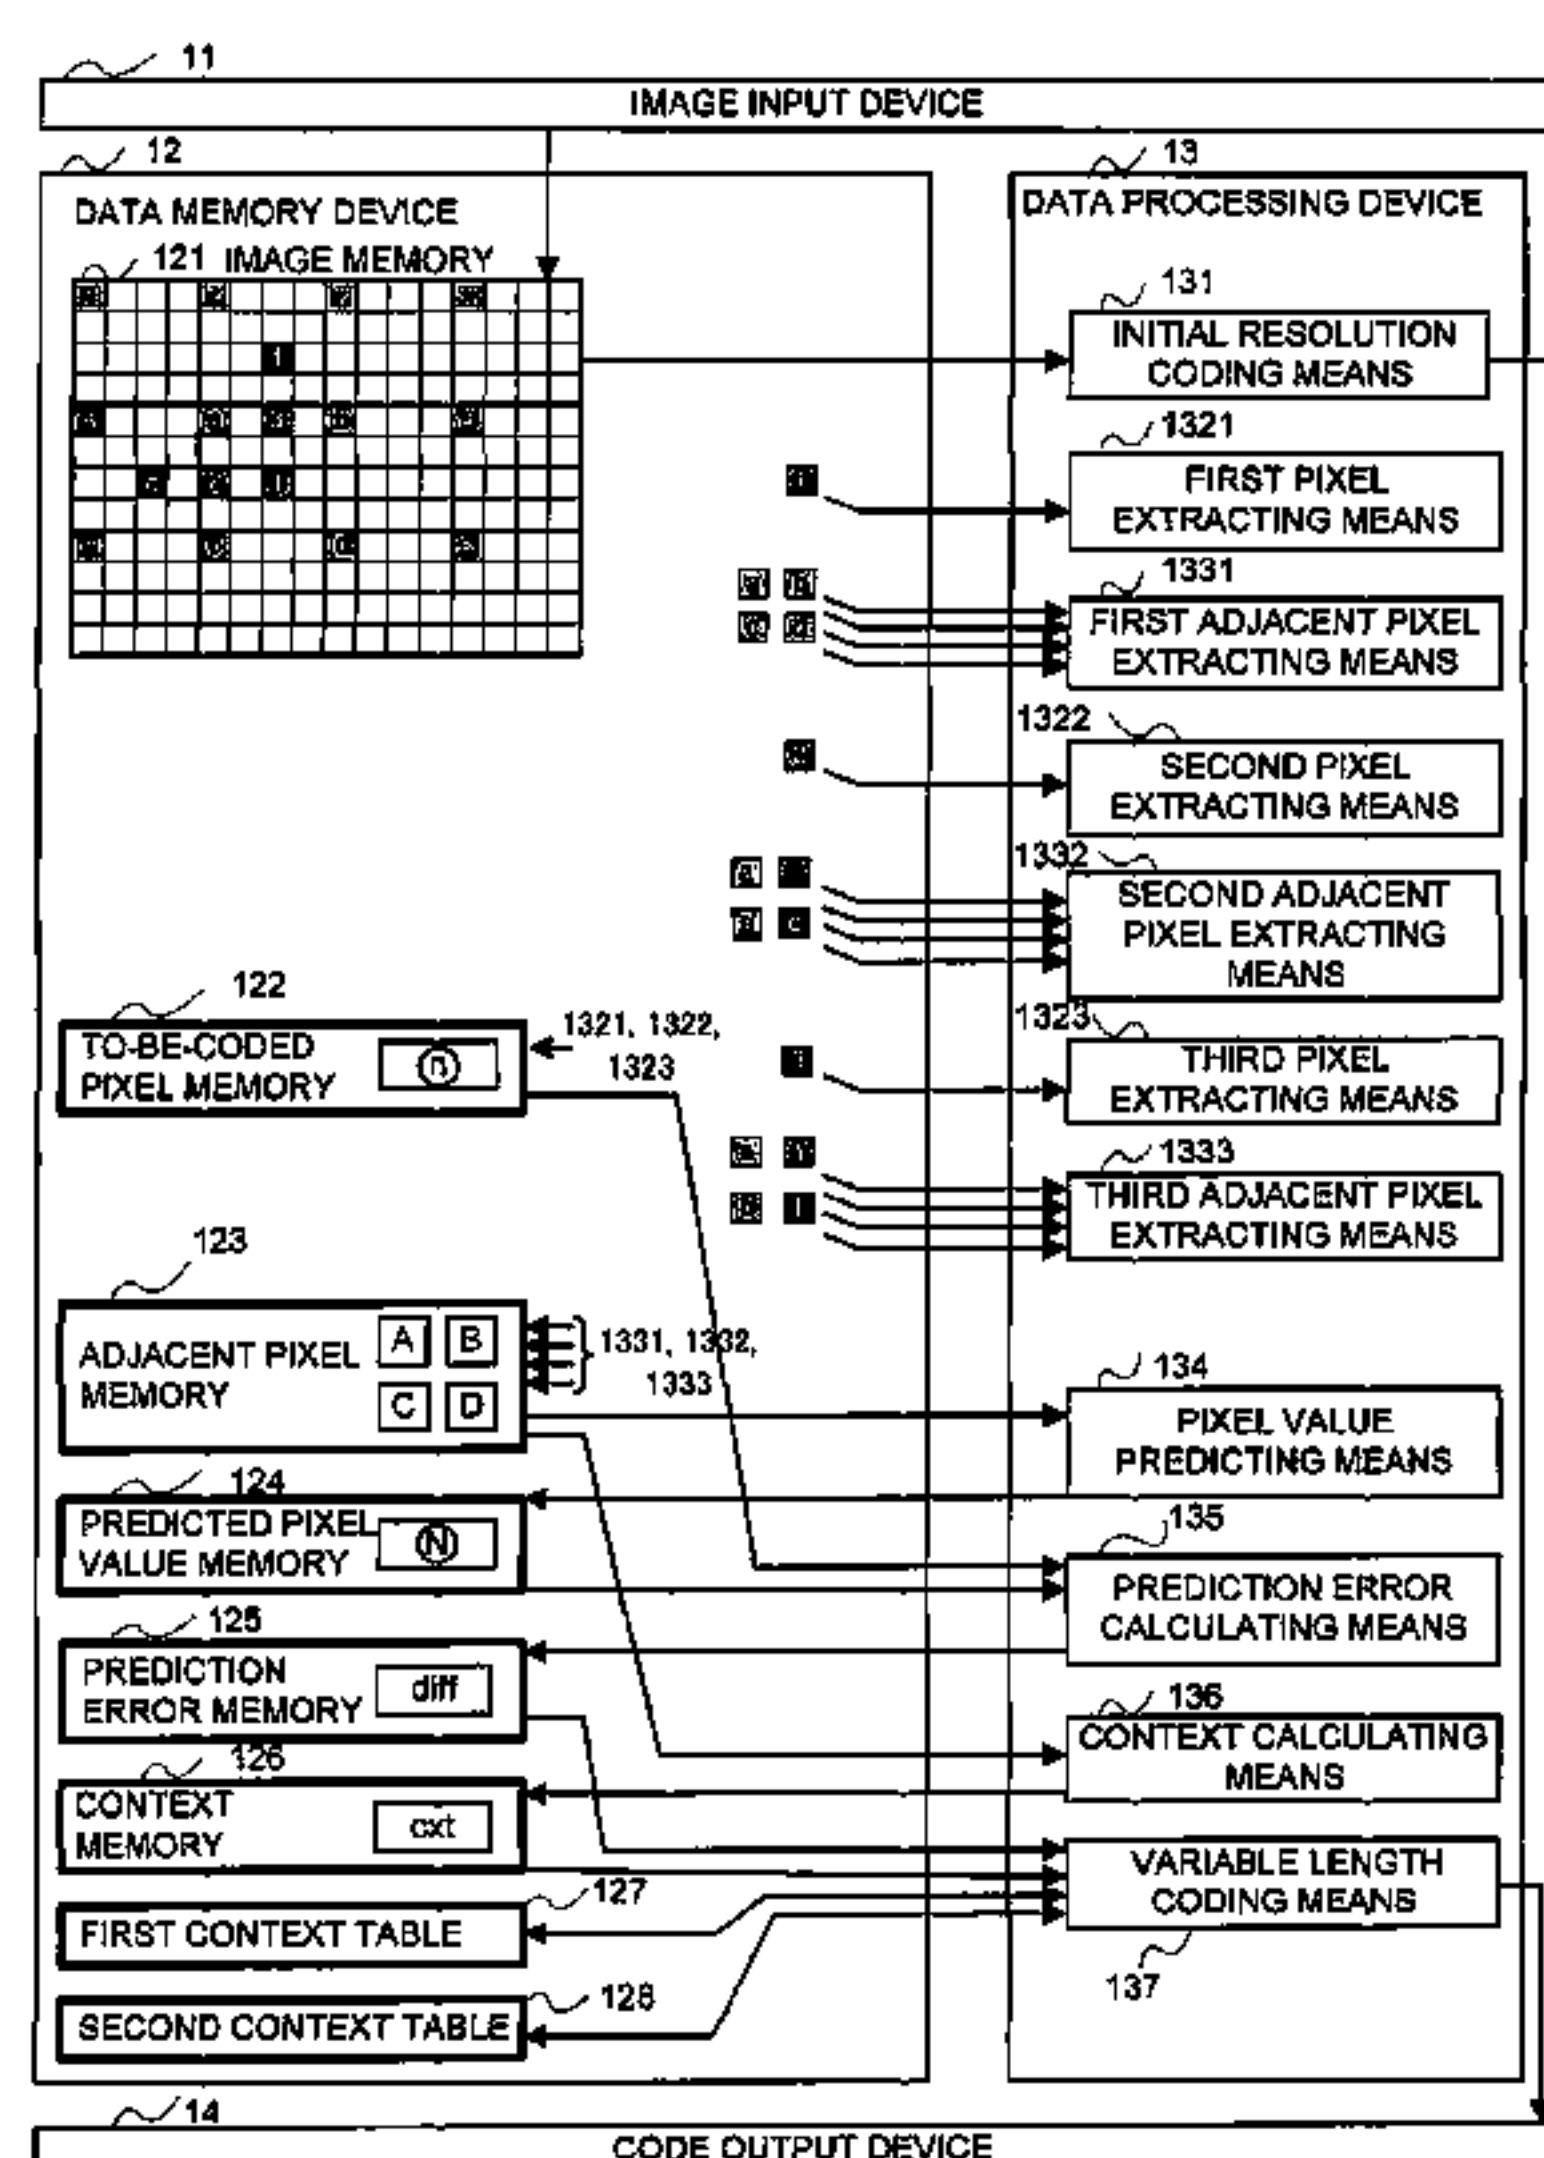 11
IMAGE INPUT DEVICE
12
DATA MEMORY DEVICE
121 IMAGE MEMORY
122
TO-BE-CODED
PIXEL MEMORY
n
1321, 1322,
1323
123
ADJACENT PIXEL
MEMORY
A B
C D
1331, 1332,
1333
124
PREDICTED PIXEL
VALUE MEMORY
N
125
PREDICTION
ERROR MEMORY
diff
126
CONTEXT
MEMORY
cxt
127
FIRST CONTEXT TABLE
128
SECOND CONTEXT TABLE
13
DATA PROCESSING DEVICE
131
INITIAL RESOLUTION
CODING MEANS
1321
FIRST PIXEL
EXTRACTING MEANS
1331
FIRST ADJACENT PIXEL
EXTRACTING MEANS
1322
SECOND PIXEL
EXTRACTING MEANS
1332
SECOND ADJACENT
PIXEL EXTRACTING
MEANS
1323
THIRD PIXEL
EXTRACTING MEANS
1333
THIRD ADJACENT PIXEL
EXTRACTING MEANS
134
PIXEL VALUE
PREDICTING MEANS
135
PREDICTION ERROR
CALCULATING MEANS
136
CONTEXT CALCULATING
MEANS
VARIABLE LENGTH
CODING MEANS
137
14
CODE OUTPUT DEVICE